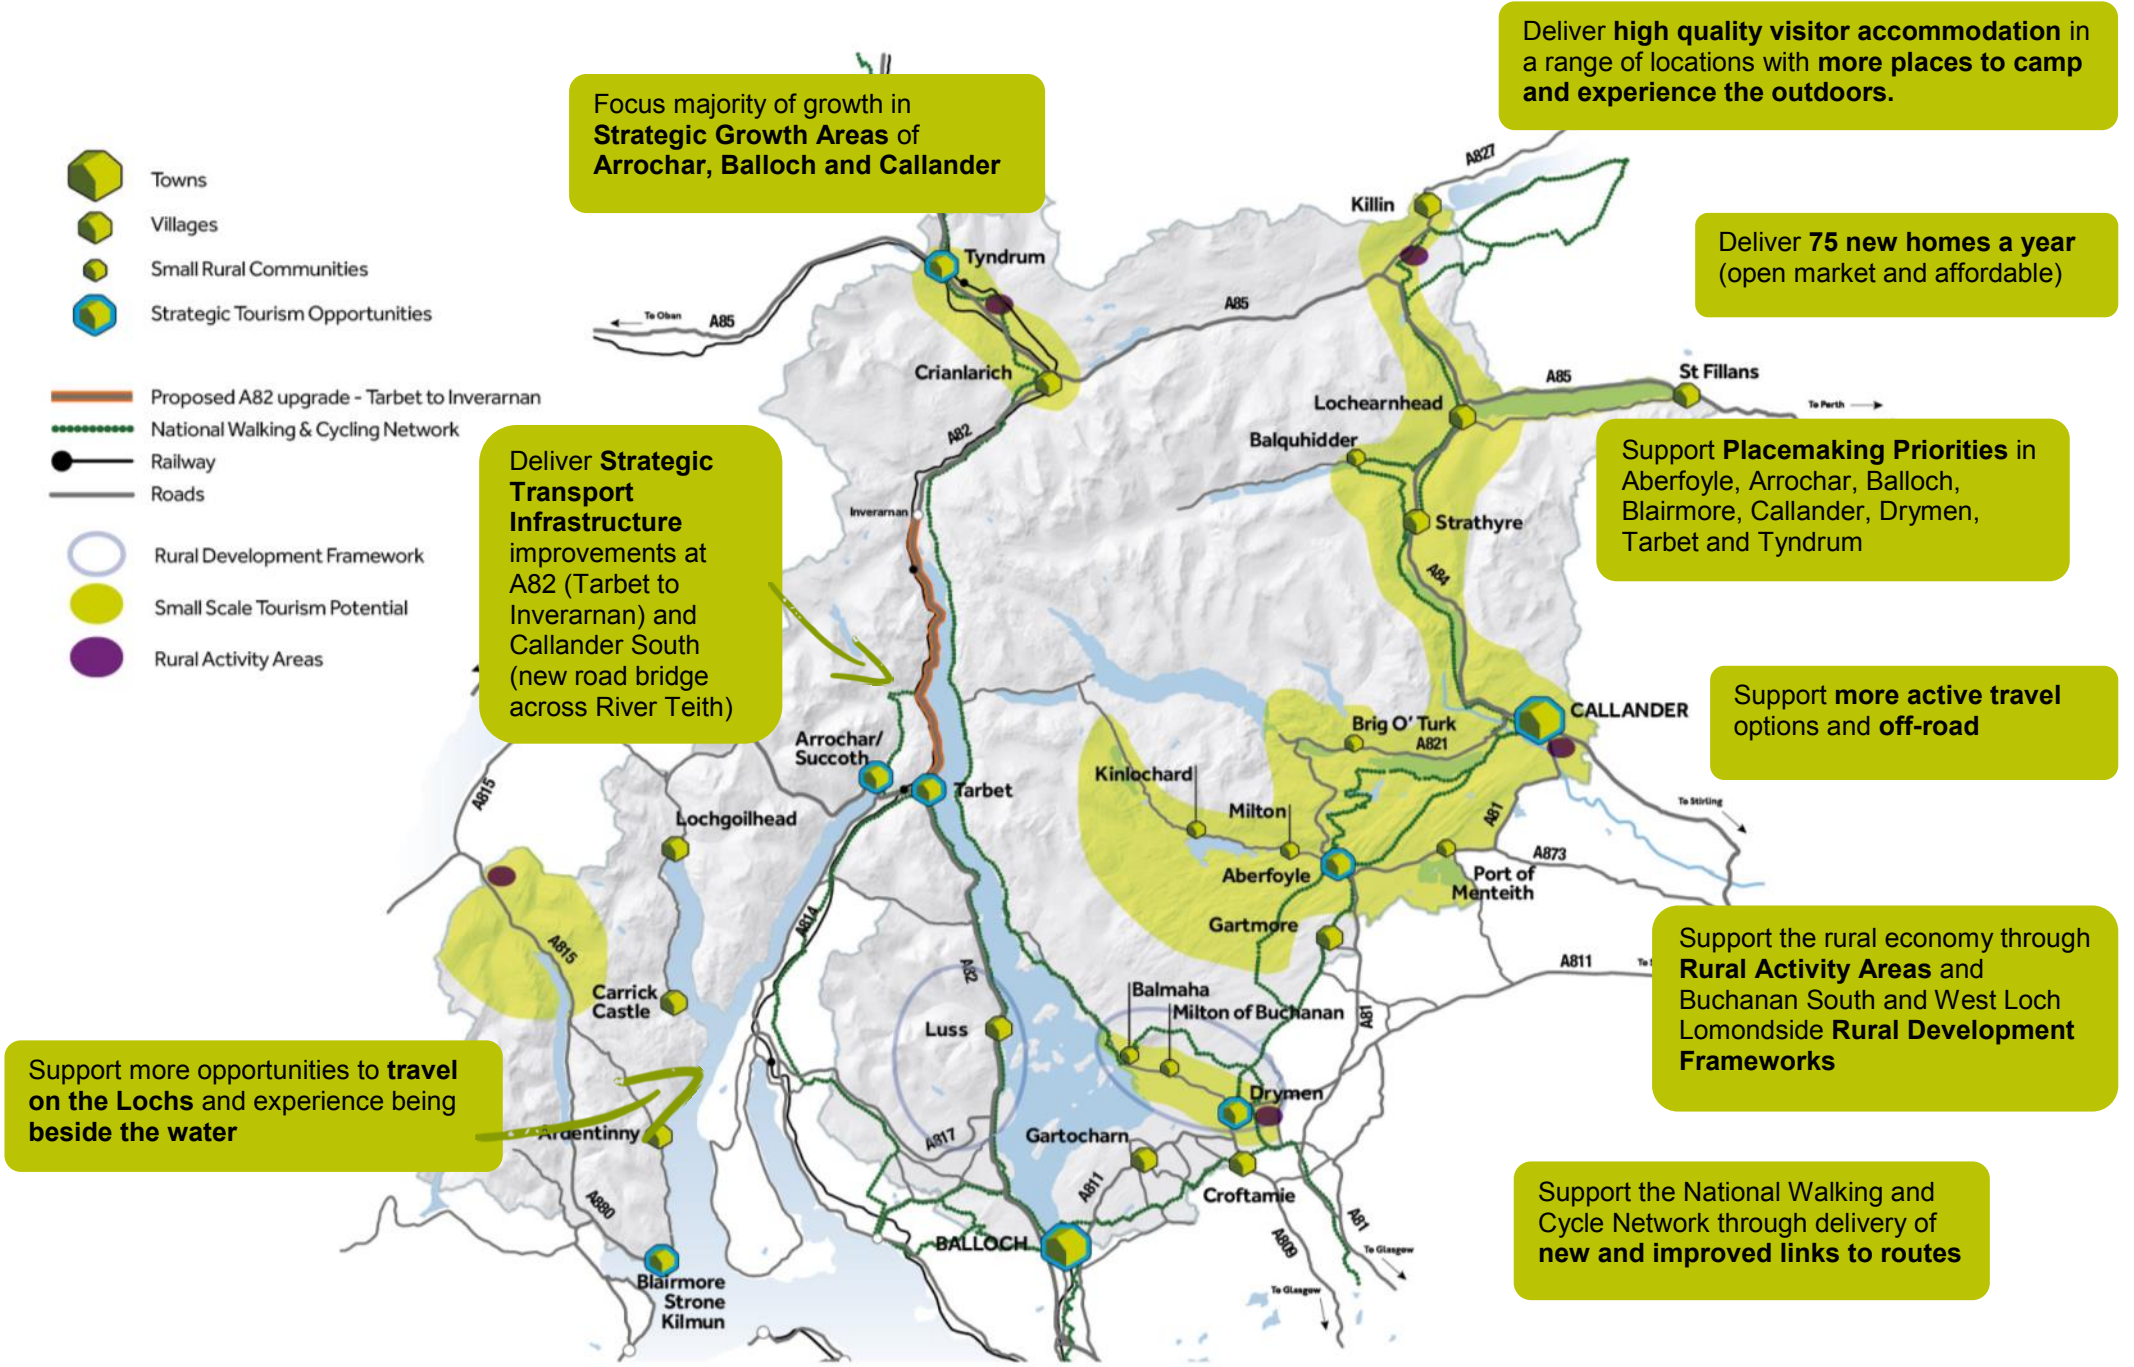 Deliver high quality visitor accommodation in
a range of locations with more places to camp
and experience the outdoors.
Focus majority of growth in
Strategic Growth Areas of
Arrochar, Balloch and Callander
Towns
Villages
Small Rural Communities
Strategic Tourism Opportunities
Proposed A82 upgrade - Tarbet to Inverarnan
National Walking & Cycling Network
Railway
Roads
Rural Development Framework
Small Scale Tourism Potential
Rural Activity Areas
Deliver 75 new homes a year
(open market and affordable)
Deliver Strategic
Transport
Infrastructure
improvements at
A82 (Tarbet to
Inverarnan) and
Callander South
(new road bridge
across River Teith)
Support Placemaking Priorities in
Aberfoyle, Arrochar, Balloch,
Blairmore, Callander, Drymen,
Tarbet and Tyndrum
Support more active travel
options and off-road
Support the rural economy through
Rural Activity Areas and
Buchanan South and West Loch
Lomondside Rural Development
Frameworks
Support more opportunities to travel
on the Lochs and experience being
beside the water
Support the National Walking and
Cycle Network through delivery of
new and improved links to routes
A827
Killin
Tyndrum
To Oban
A85
A85
Crianlarich
A82
A85
St Fillans
To Perth
Lochearnhead
Balquhidder
Strathyre
A84
Inverarnan
CALLANDER
Brig O' Turk
A821
Arrochar/
Succoth
Tarbet
Kinlochard
Milton
A81
To Stirling
A815
Lochgoilhead
Aberfoyle
Port of
Menteith
A873
Gartmore
A814
A815
A82
A811
To
Carrick
Castle
Luss
Balmaha
Milton of Buchanan
A81
Drymen
Ardentinny
A817
Gartocharn
A811
Croftamie
A880
BALLOCH
A809
A81
To Glasgow
To Glasgow
Blairmore
Strone
Kilmun